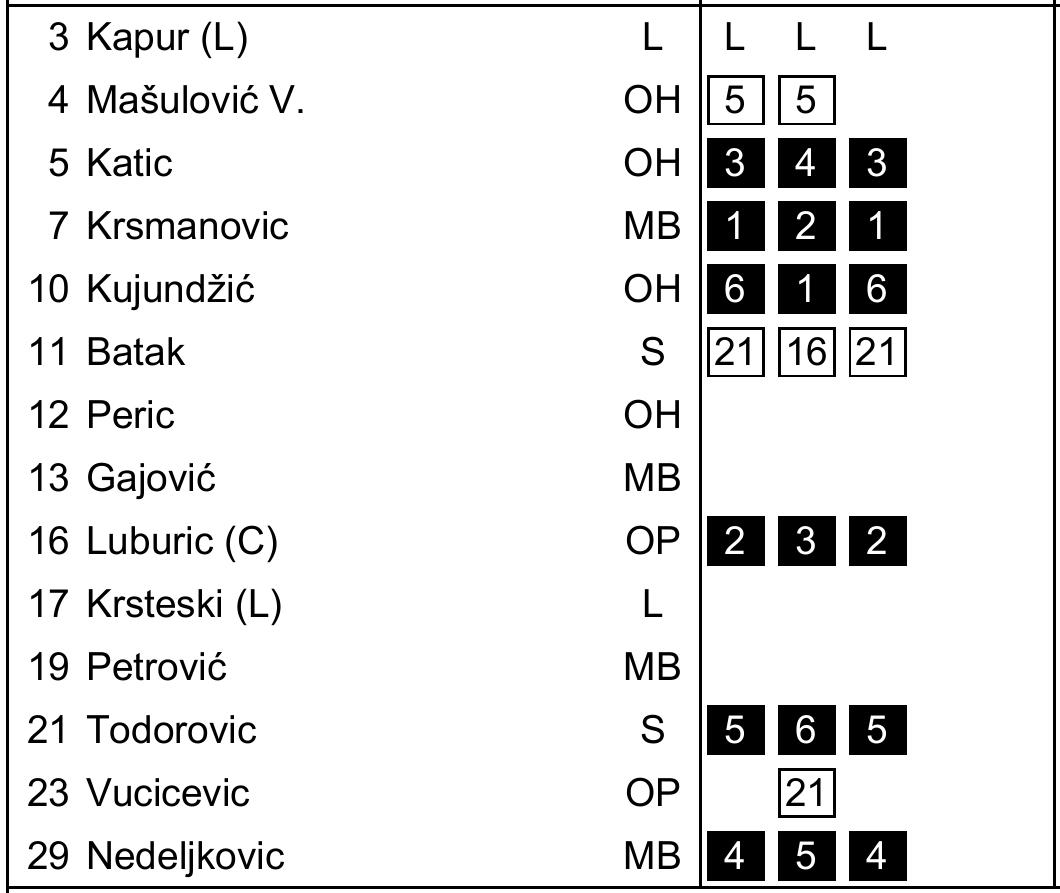 3 Kapur (L) L L L L
4 Mašulović V. OH 5 5
5 Katic OH 3 4 3
7 Krsmanovic MB 1 2 1
10 Kujundžić OH 6 1 6
11 Batak S 21 16 21
12 Peric OH
13 Gajović MB
16 Luburic (C) OP 2 3 2
17 Krsteski (L) L
19 Petrović MB
21 Todorovic S 5 6 5
23 Vucicevic OP 21
29 Nedeljkovic MB 4 5 4